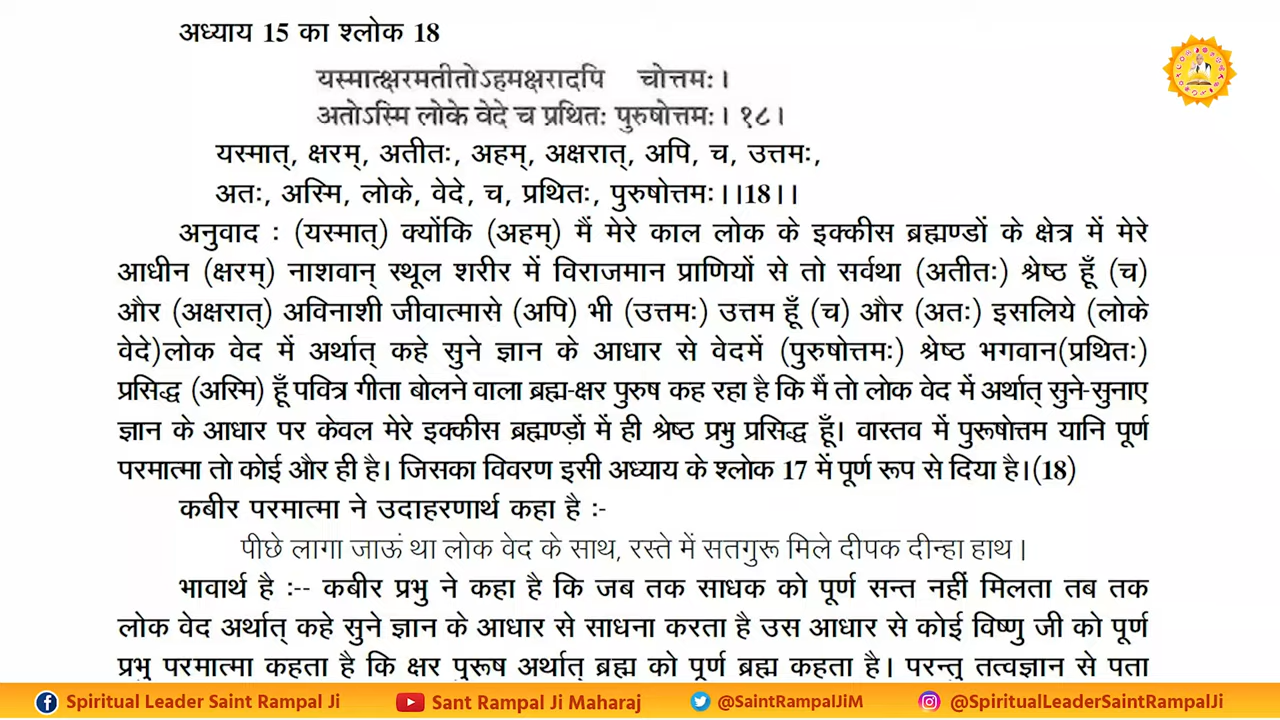 अध्याय 15 का श्लोक 18
यस्मात्क्षरमतीतोऽहमक्षरादपि चोत्तमः।
अतोऽस्मि लोके वेदे च प्रथितः पुरुषोत्तमः। १८।
यस्मात्, क्षरम्, अतीतः, अहम्, अक्षरात्, अपि, च, उत्तमः,
अतः, अस्मि, लोके, वेदे, च, प्रथितः, पुरुषोत्तमः।।18।।
अनुवाद : (यस्मात्) क्योंकि (अहम्) मैं मेरे काल लोक के इक्कीस ब्रह्मण्डों के क्षेत्र में मेरे
आधीन (क्षरम्) नाशवान् स्थूल शरीर में विराजमान प्राणियों से तो सर्वथा (अतीतः) श्रेष्ठ हूँ (च)
और (अक्षरात्) अविनाशी जीवात्मासे (अपि) भी (उत्तमः) उत्तम हूँ (च) और (अतः) इसलिये (लोके
वेदे)लोक वेद में अर्थात् कहे सुने ज्ञान के आधार से वेदमें (पुरुषोत्तमः) श्रेष्ठ भगवान(प्रथितः)
प्रसिद्ध (अस्मि) हूँ पवित्र गीता बोलने वाला ब्रह्म-क्षर पुरुष कह रहा है कि मैं तो लोक वेद में अर्थात् सुने-सुनाए
ज्ञान के आधार पर केवल मेरे इक्कीस ब्रह्मण्ड़ों में ही श्रेष्ठ प्रभु प्रसिद्ध हूँ। वास्तव में पुरूषोत्तम यानि पूर्ण
परमात्मा तो कोई और ही है। जिसका विवरण इसी अध्याय के श्लोक 17 में पूर्ण रूप से दिया है।(18)
कबीर परमात्मा ने उदाहरणार्थ कहा है :-
पीछे लागा जाऊं था लोक वेद के साथ, रस्ते में सतगुरू मिले दीपक दीन्हा हाथ।
भावार्थ है :-- कबीर प्रभु ने कहा है कि जब तक साधक को पूर्ण सन्त नहीं मिलता तब तक
लोक वेद अर्थात् कहे सुने ज्ञान के आधार से साधना करता है उस आधार से कोई विष्णु जी को पूर्ण
प्रभु परमात्मा कहता है कि क्षर पुरूष अर्थात् ब्रह्म को पूर्ण ब्रह्म कहता है। परन्तु तत्वज्ञान से पता
Spiritual Leader Saint Rampal Ji Sant Rampal Ji Maharaj @SaintRampalJiM @SpiritualLeaderSaintRampalJi